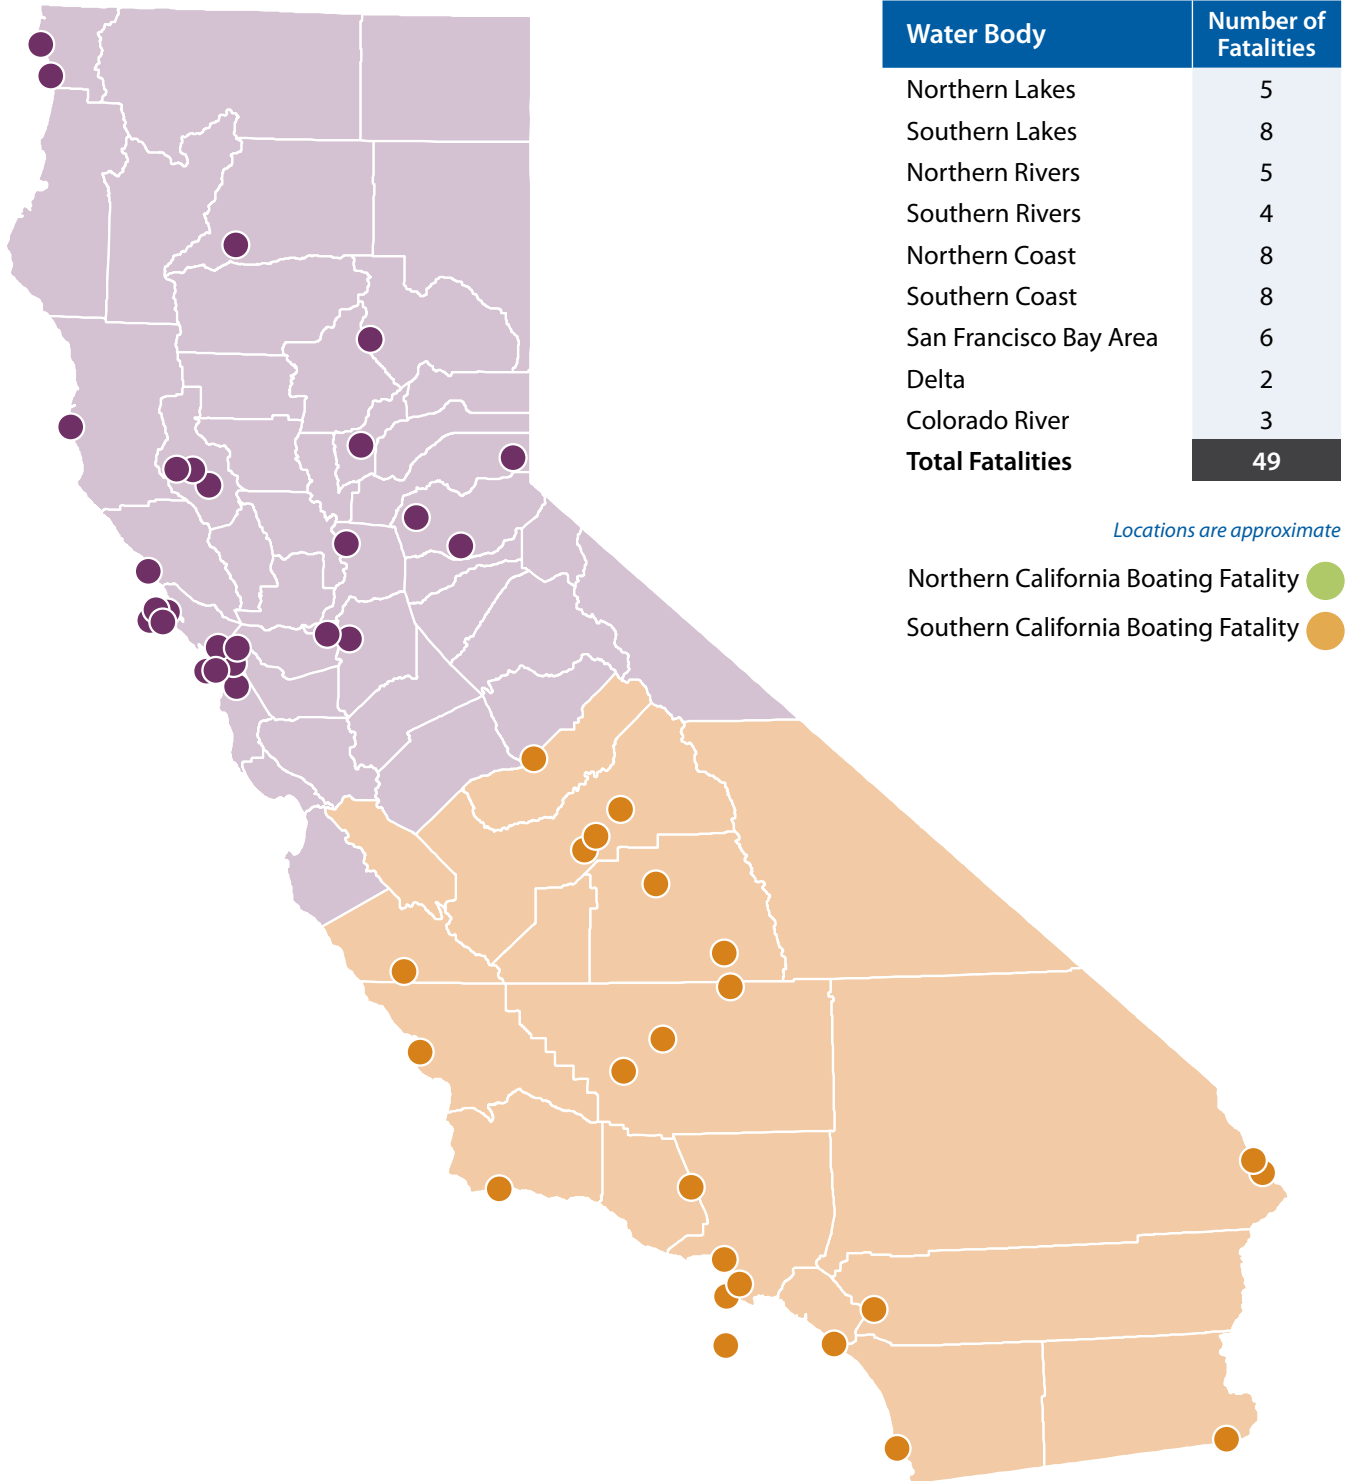 Water Body
Number of
Fatalities
Northern Lakes 5
Southern Lakes 8
Northern Rivers 5
Southern Rivers 4
Northern Coast 8
Southern Coast 8
San Francisco Bay Area 6
Delta 2
Colorado River 3
Total Fatalities 49
Locations are approximate
Northern California Boating Fatality
Southern California Boating Fatality